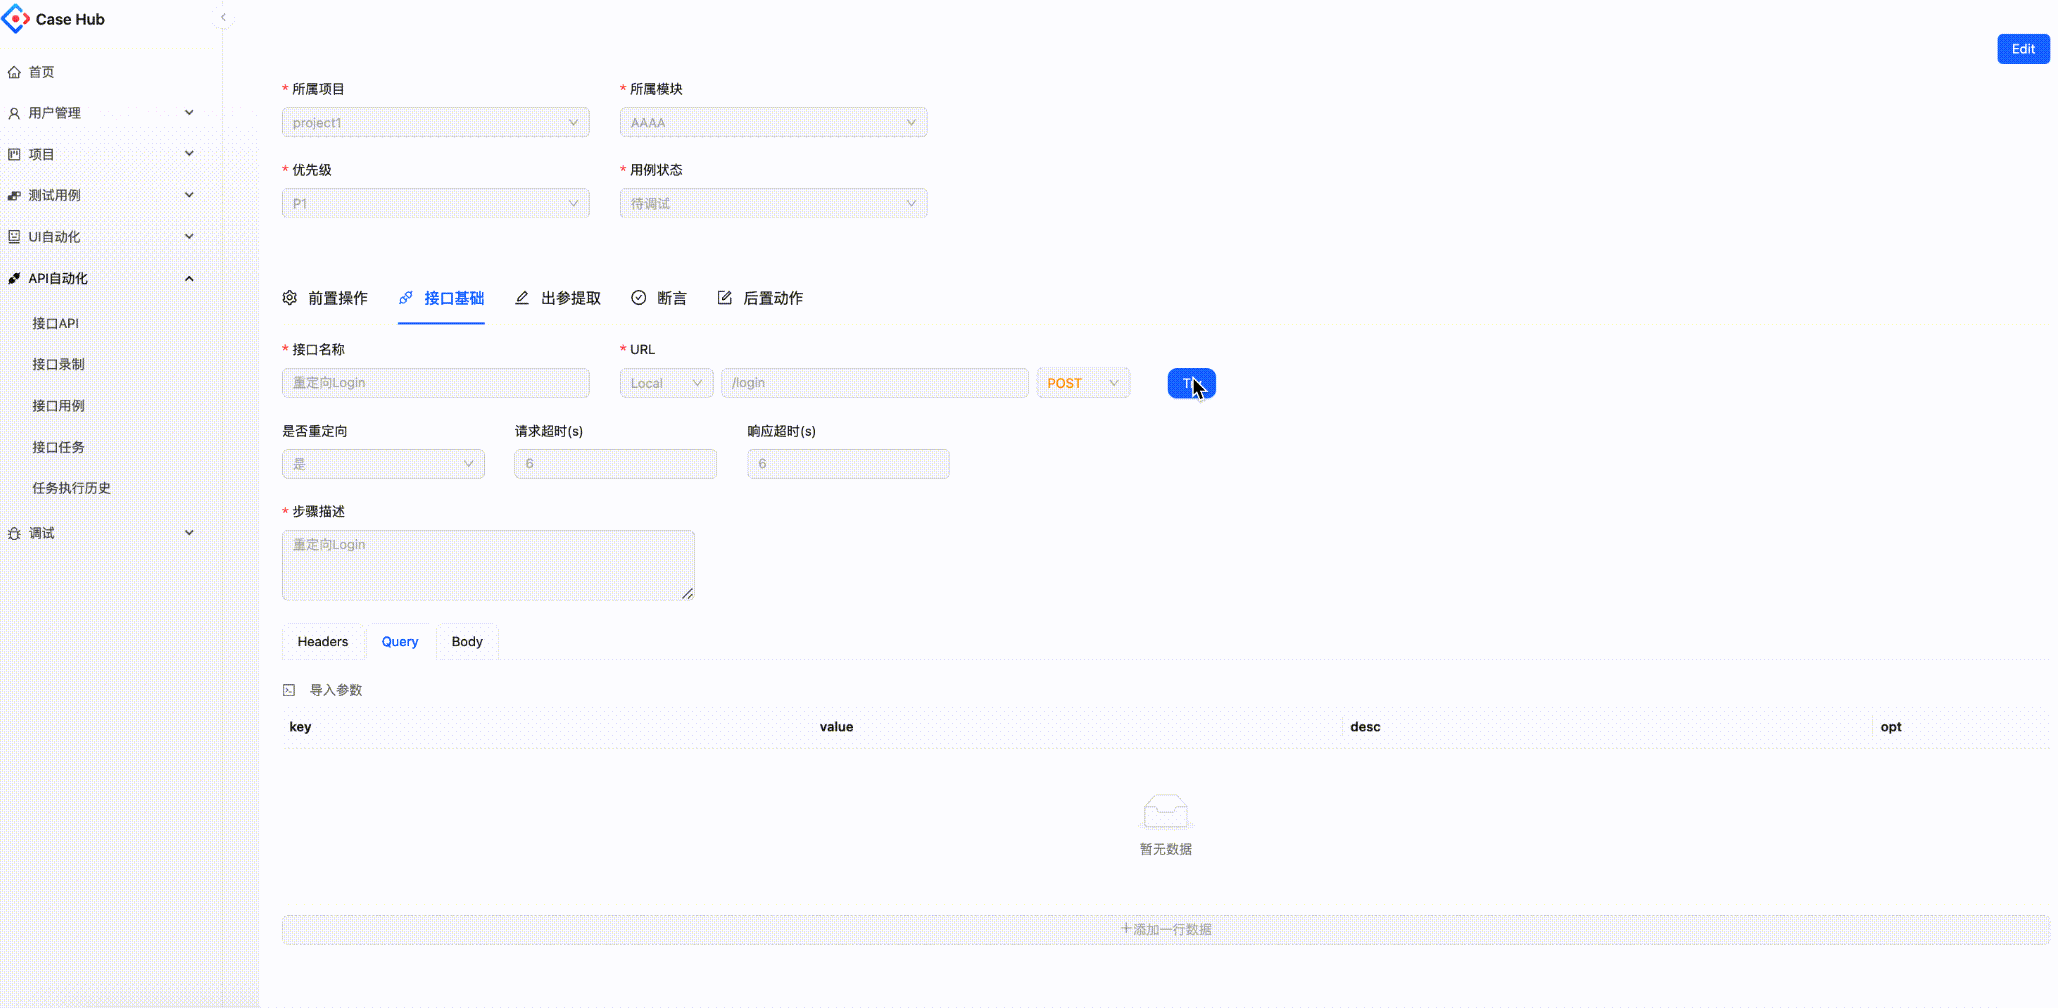 Case Hub
Edit
首页
用户管理
项目
测试用例
UI自动化
API自动化
接口API
接口录制
接口用例
接口任务
任务执行历史
调试
* 所属项目
* 所属模块
project1
AAAA
* 优先级
* 用例状态
P1
待调试
前置操作
接口基础
出参提取
断言
后置动作
* 接口名称
* URL
重定向Login
Local
/login
POST
是否重定向
请求超时(s)
响应超时(s)
是
6
6
* 步骤描述
重定向Login
Headers
Query
Body
导入参数
key
value
desc
opt
暂无数据
+添加一行数据